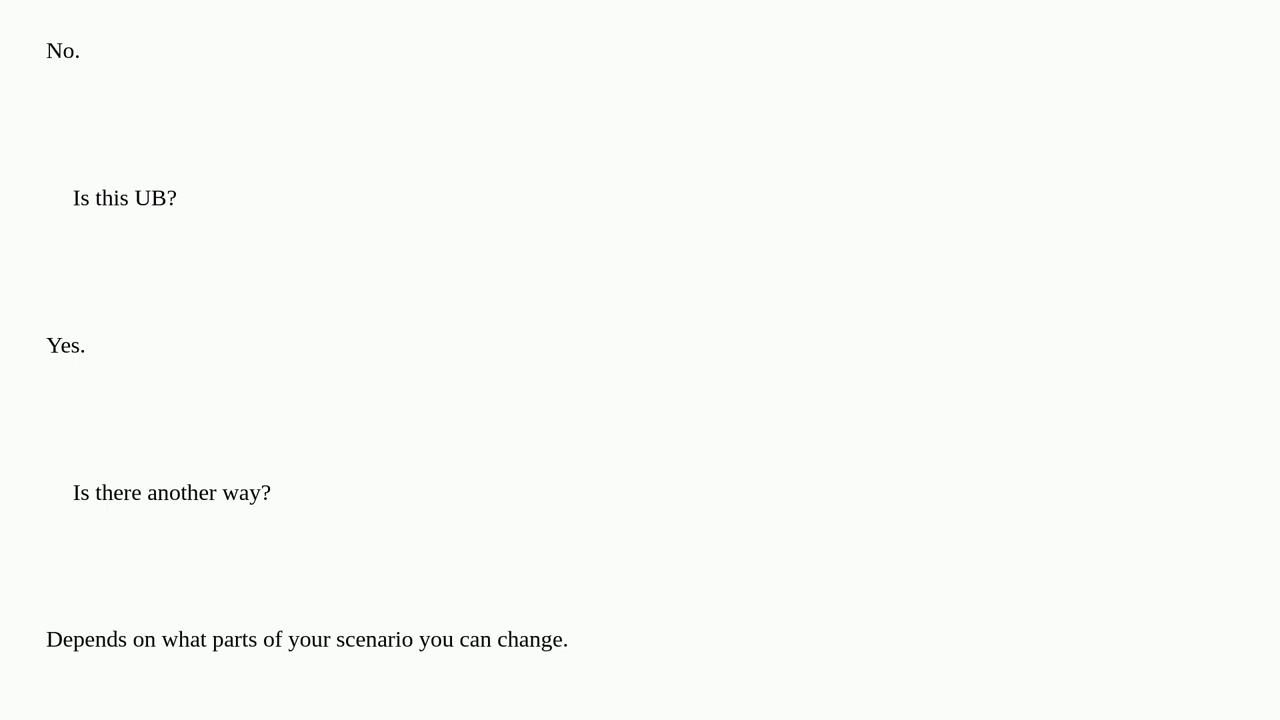 No.
Is this UB?
Yes.
Is there another way?
Depends on what parts of your scenario you can change.